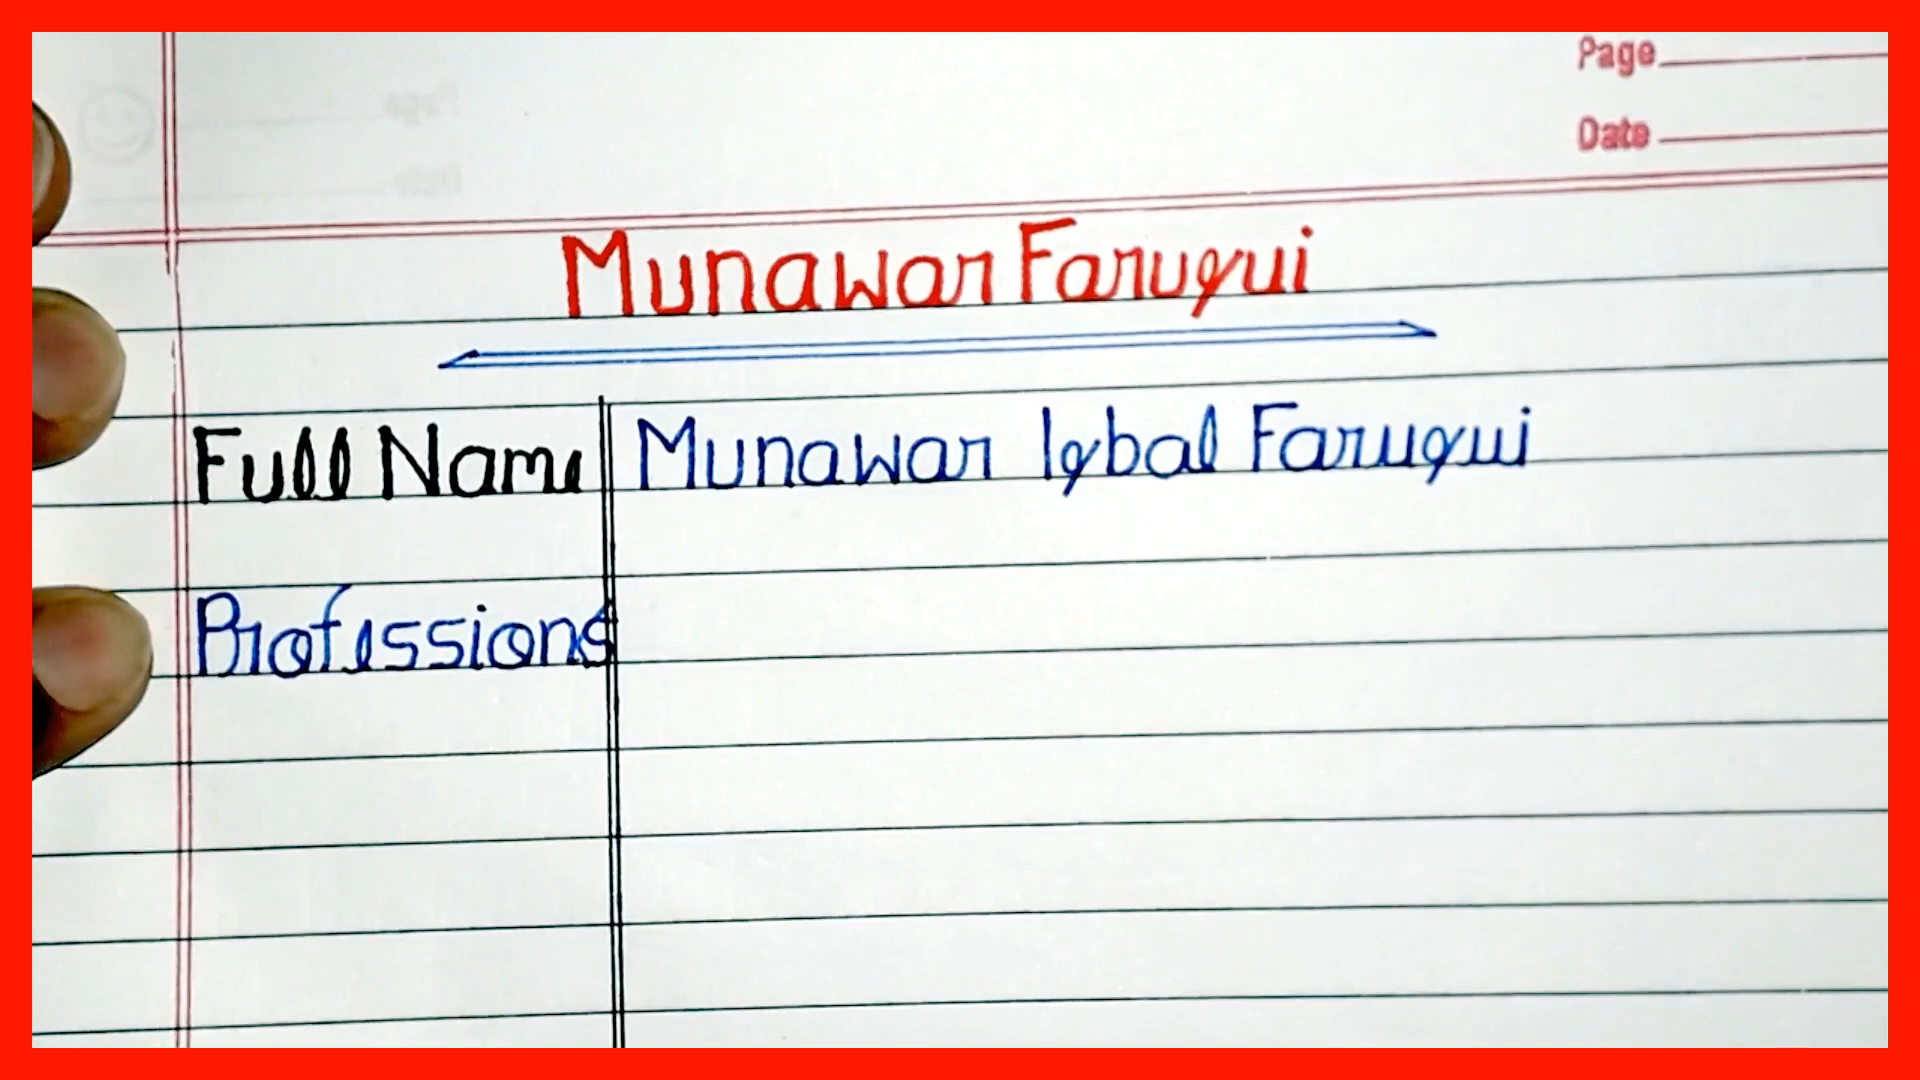 Page
Date
Munawar Faruqui
Full Name Munawar Iqbal Faruqui
Professions